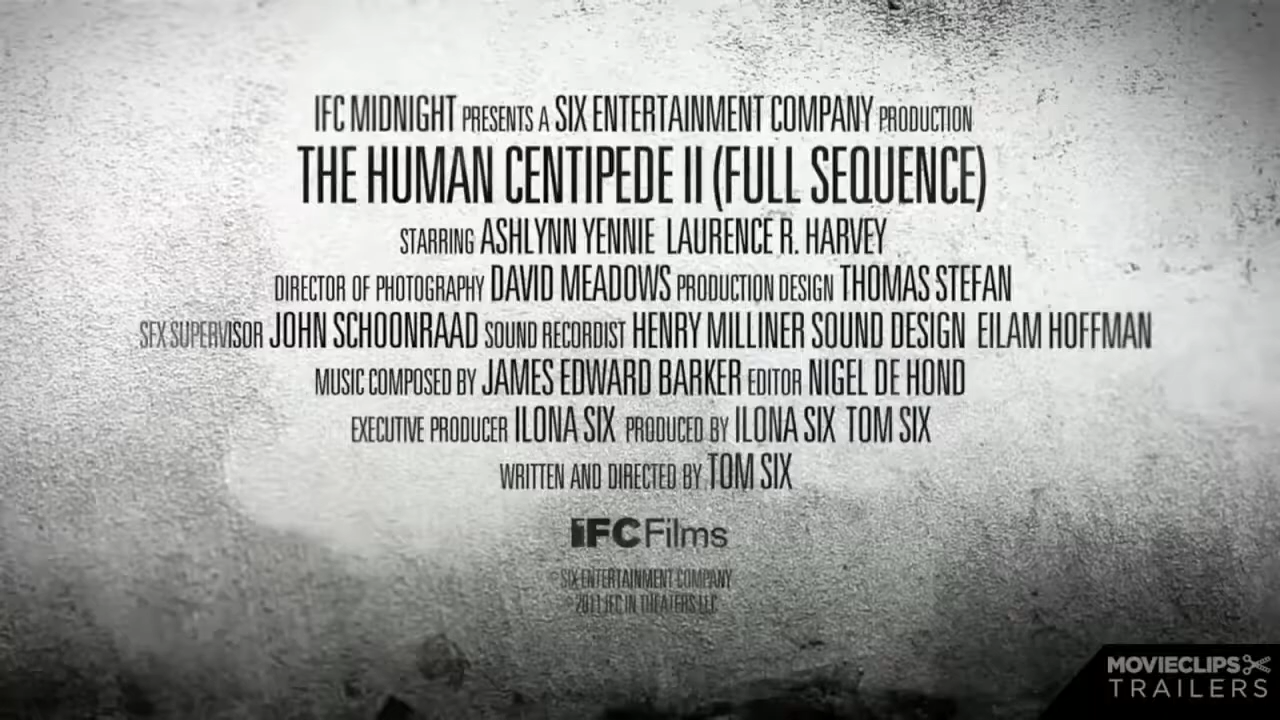 IFC MIDNIGHT PRESENTS A SIX ENTERTAINMENT COMPANY PRODUCTION
THE HUMAN CENTIPEDE II (FULL SEQUENCE)
STARRING ASHLYNN YENNIE LAURENCE R. HARVEY
DIRECTOR OF PHOTOGRAPHY DAVID MEADOWS PRODUCTION DESIGN THOMAS STEFAN
SFX SUPERVISOR JOHN SCHOONRAAD SOUND RECORDIST HENRY MILLINER SOUND DESIGN EILAM HOFFMAN
MUSIC COMPOSED BY JAMES EDWARD BARKER EDITOR NIGEL DE HOND
EXECUTIVE PRODUCER ILONA SIX PRODUCED BY ILONA SIX TOM SIX
WRITTEN AND DIRECTED BY TOM SIX
IFC Films
© SIX ENTERTAINMENT COMPANY
© 2011 IFC IN THEATERS LLC
MOVIECLIPS
TRAILERS